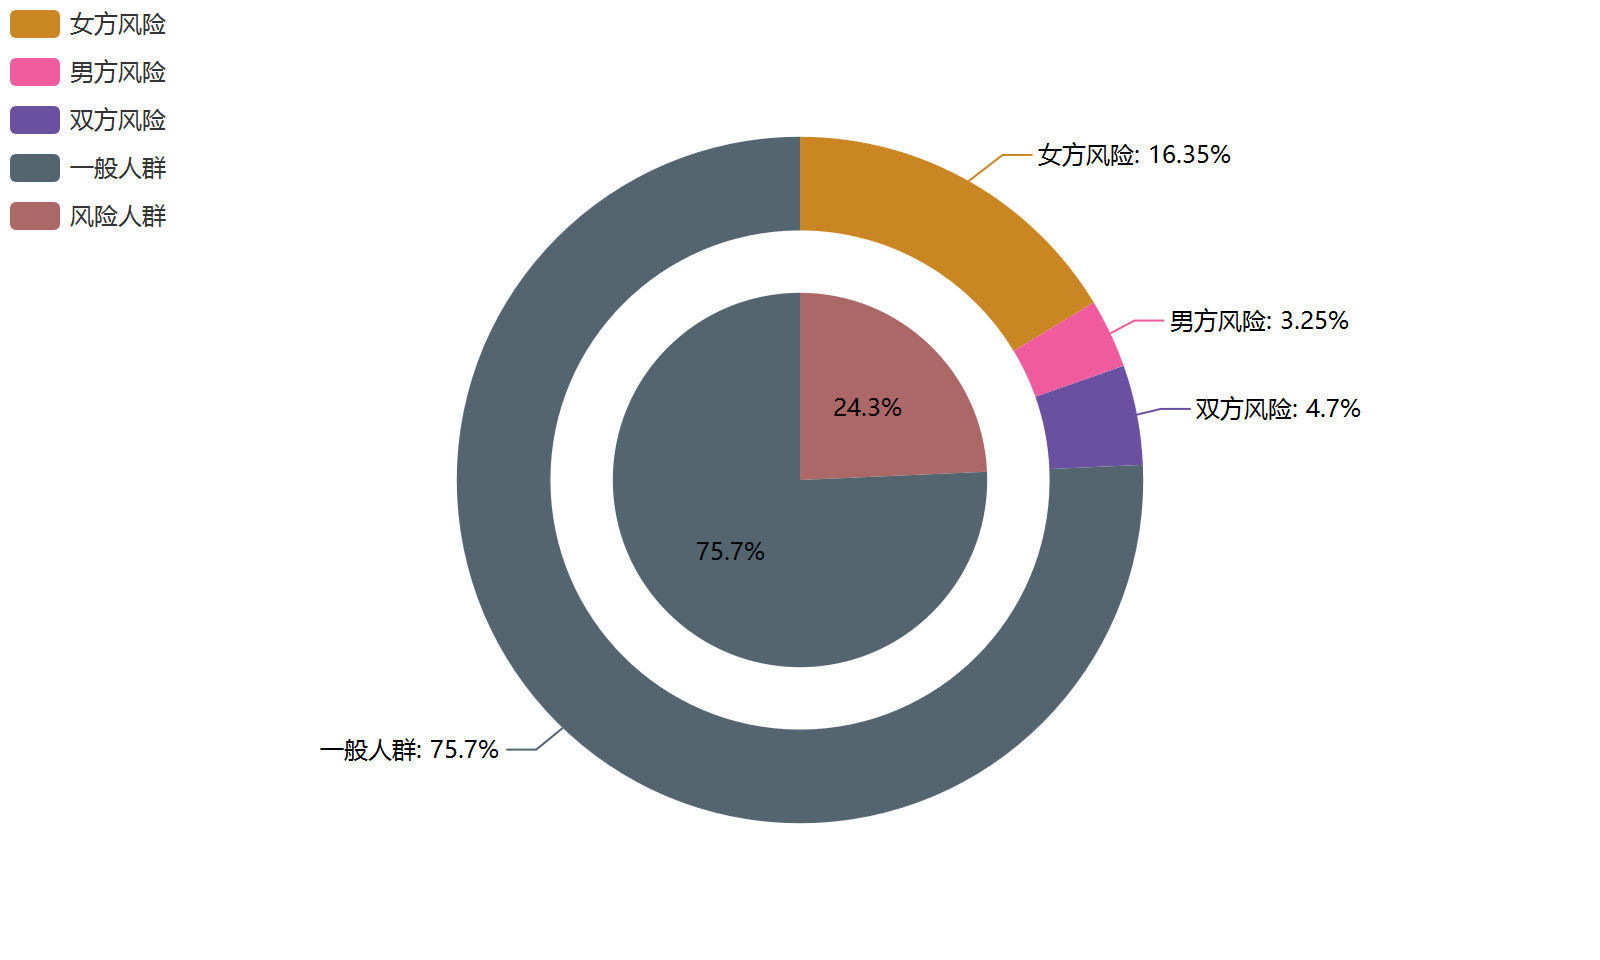 女方风险
男方风险
双方风险
一般人群
风险人群
女方风险: 16.35%
男方风险: 3.25%
24.3%
双方风险: 4.7%
75.7%
一般人群: 75.7%